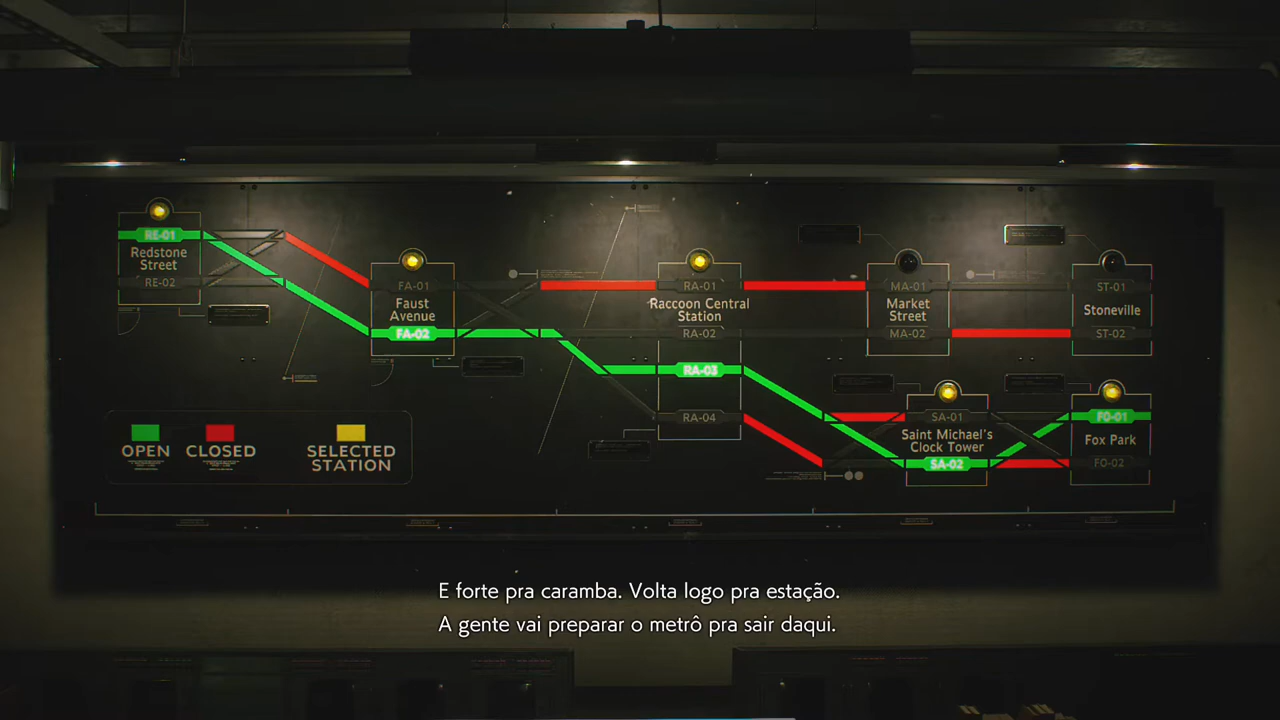 RE-01
Redstone
Street
RE-02
FA-01
Faust
Avenue
FA-02
RA-01
Raccoon Central
Station
RA-02
RA-03
RA-04
MA-01
Market
Street
MA-02
ST-01
Stoneville
ST-02
SA-01
Saint Michael's
Clock Tower
SA-02
FO-01
Fox Park
FO-02
OPEN
CLOSED
SELECTED
STATION
E forte pra caramba. Volta logo pra estação.
A gente vai preparar o metrô pra sair daqui.